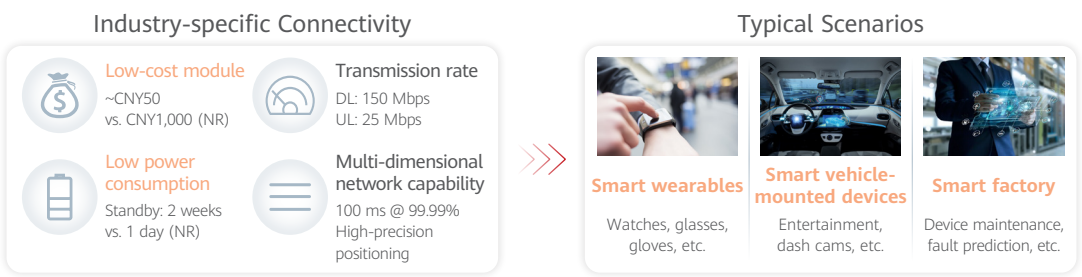 Industry-specific Connectivity
Low-cost module
~CNY50
vs. CNY1,000 (NR)
Transmission rate
DL: 150 Mbps
UL: 25 Mbps
Low power
consumption
Standby: 2 weeks
vs. 1 day (NR)
Multi-dimensional
network capability
100 ms @ 99.99%
High-precision
positioning
Typical Scenarios
Smart wearables
Watches, glasses,
gloves, etc.
Smart vehicle-
mounted devices
Entertainment,
dash cams, etc.
Smart factory
Device maintenance,
fault prediction, etc.